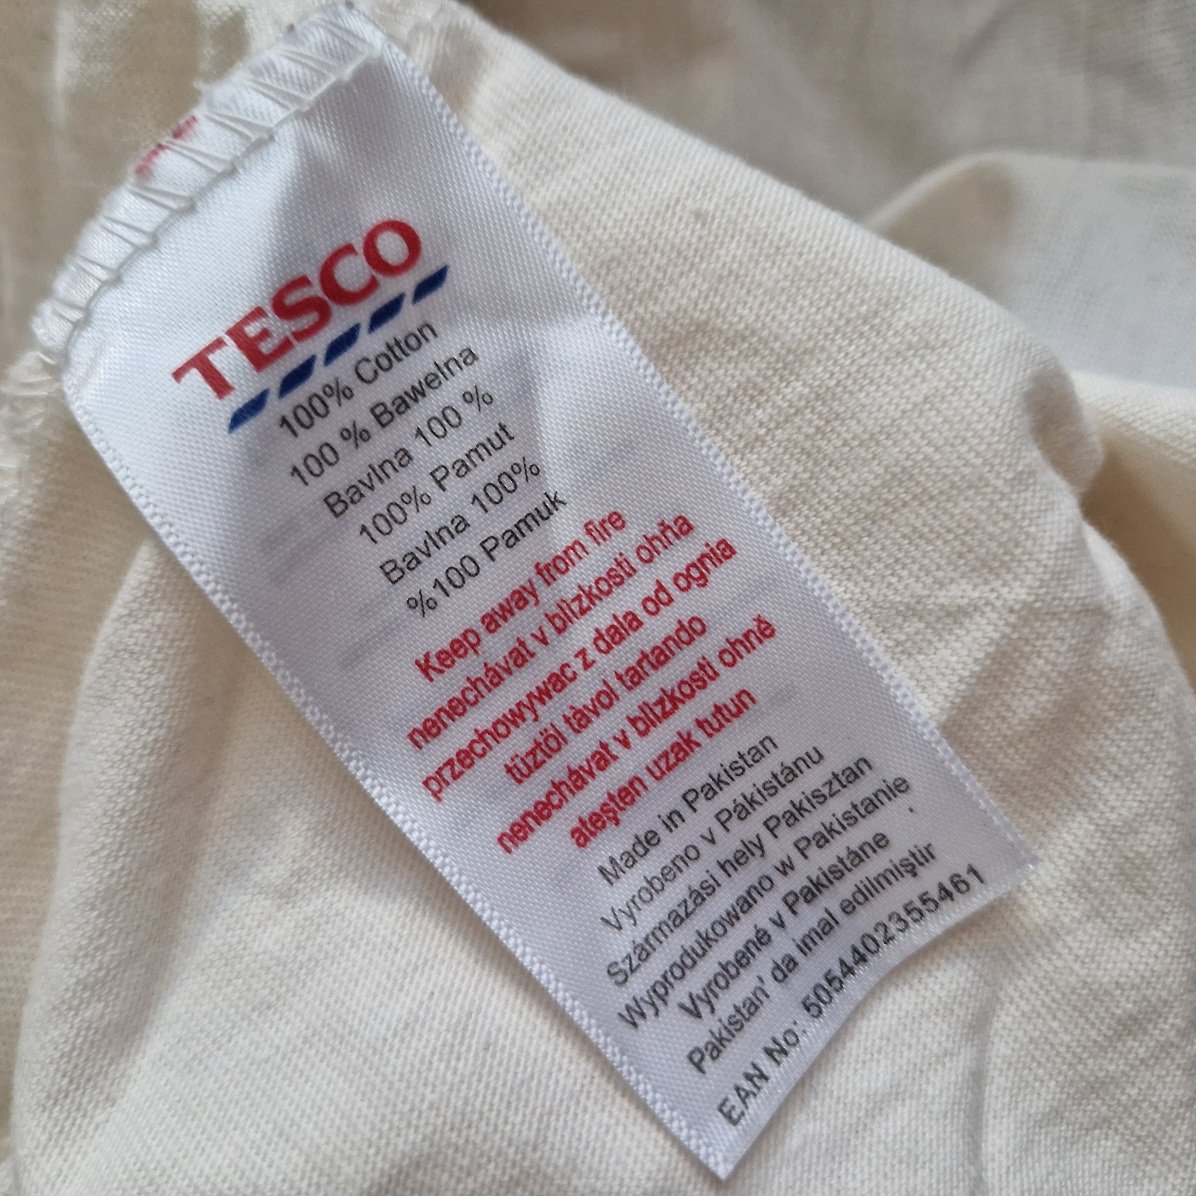 TESCO
100% Cotton
100 % Bawełna
Bavlna 100 %
100% Pamut
Bavlna 100%
%100 Pamuk
Keep away from fire
nenechávat v blízkosti ohňa
przechowywac z dala od ognia
tüztöl távol tartando
nenechávat v blízkosti ohně
ateşten uzak tutun
Made in Pakistan
Vyrobeno v Pákistánu
Származási hely Pakisztan
Wyprodukowano w Pakistanie
Vyrobené v Pakistáne
Pakistan' da imal edilmiştir
EAN No: 5054402355461